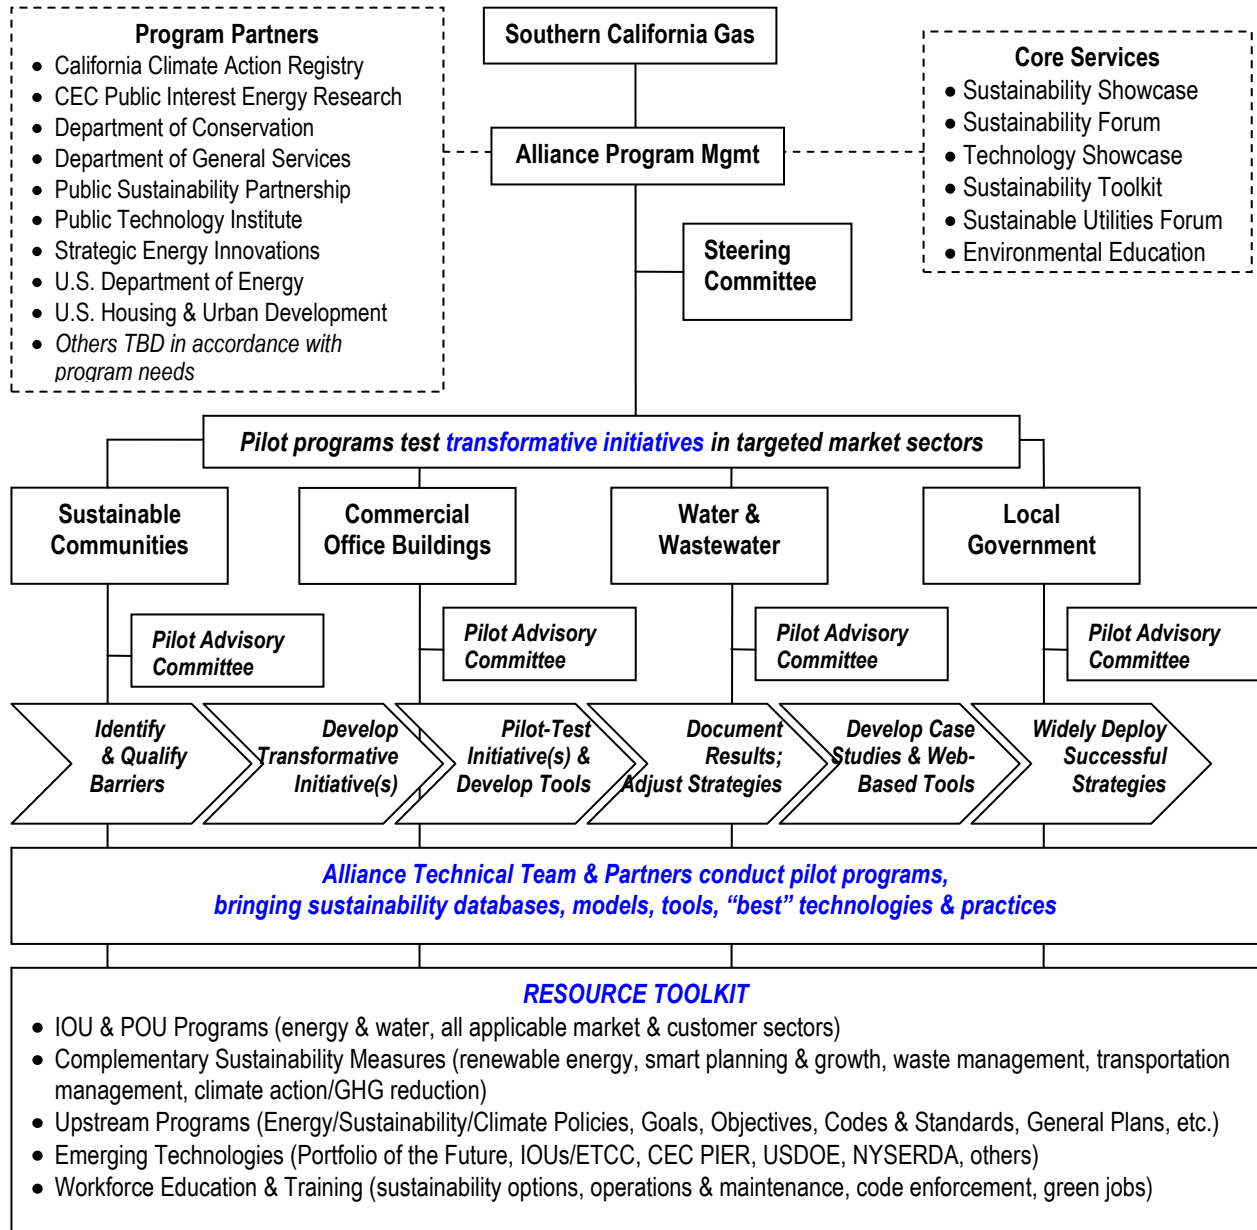 Program Partners
• California Climate Action Registry
• CEC Public Interest Energy Research
• Department of Conservation
• Department of General Services
• Public Sustainability Partnership
• Public Technology Institute
• Strategic Energy Innovations
• U.S. Department of Energy
• U.S. Housing & Urban Development
• Others TBD in accordance with
program needs
Southern California Gas
Alliance Program Mgmt
Steering
Committee
Core Services
• Sustainability Showcase
• Sustainability Forum
• Technology Showcase
• Sustainability Toolkit
• Sustainable Utilities Forum
• Environmental Education
Pilot programs test transformative initiatives in targeted market sectors
Sustainable
Communities
Commercial
Office Buildings
Water &
Wastewater
Local
Government
Pilot Advisory
Committee
Pilot Advisory
Committee
Pilot Advisory
Committee
Pilot Advisory
Committee
Identify
& Qualify
Barriers
Develop
Transformative
Initiative(s)
Pilot-Test
Initiative(s) &
Develop Tools
Document
Results;
Adjust Strategies
Develop Case
Studies & Web-
Based Tools
Widely Deploy
Successful
Strategies
Alliance Technical Team & Partners conduct pilot programs,
bringing sustainability databases, models, tools, “best” technologies & practices
RESOURCE TOOLKIT
• IOU & POU Programs (energy & water, all applicable market & customer sectors)
• Complementary Sustainability Measures (renewable energy, smart planning & growth, waste management, transportation
management, climate action/GHG reduction)
• Upstream Programs (Energy/Sustainability/Climate Policies, Goals, Objectives, Codes & Standards, General Plans, etc.)
• Emerging Technologies (Portfolio of the Future, IOUs/ETCC, CEC PIER, USDOE, NYSERDA, others)
• Workforce Education & Training (sustainability options, operations & maintenance, code enforcement, green jobs)